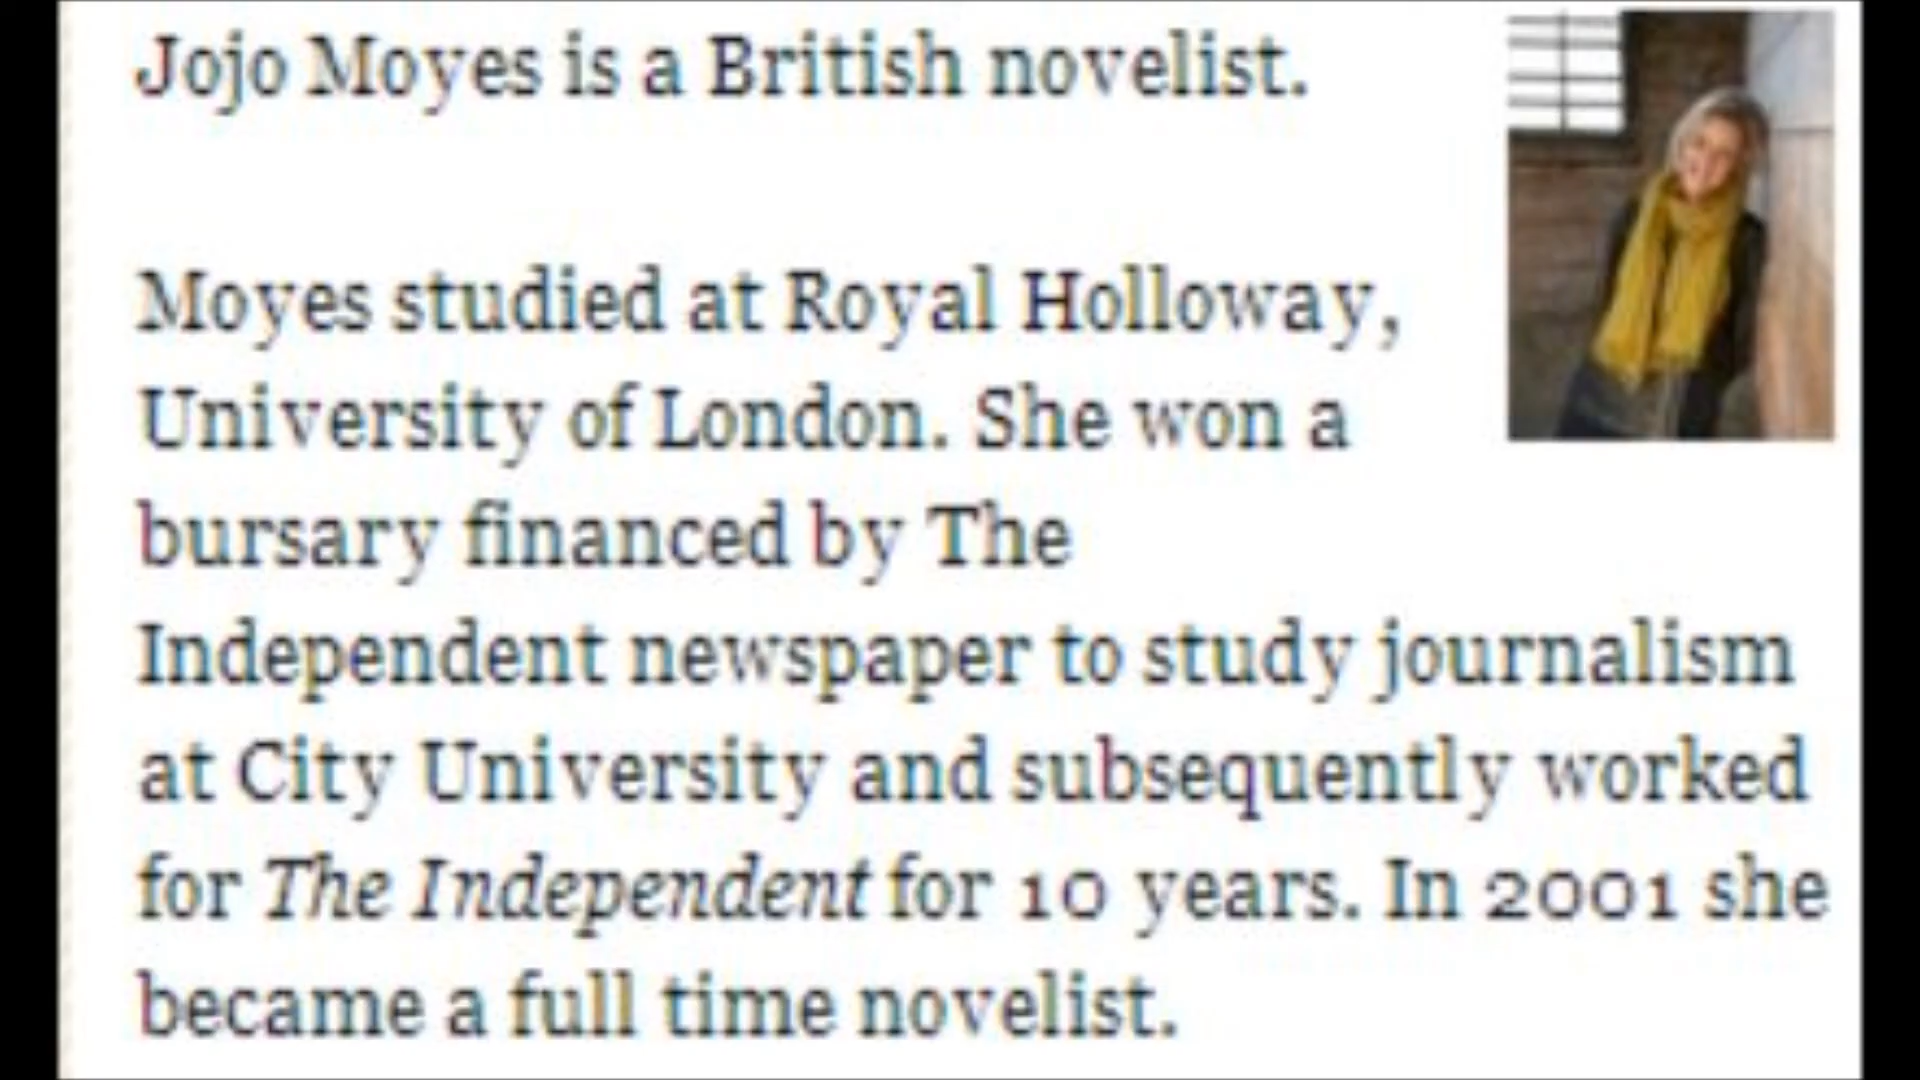 Jojo Moyes is a British novelist.
Moyes studied at Royal Holloway,
University of London. She won a
bursary financed by The
Independent newspaper to study journalism
at City University and subsequently worked
for The Independent for 10 years. In 2001 she
became a full time novelist.